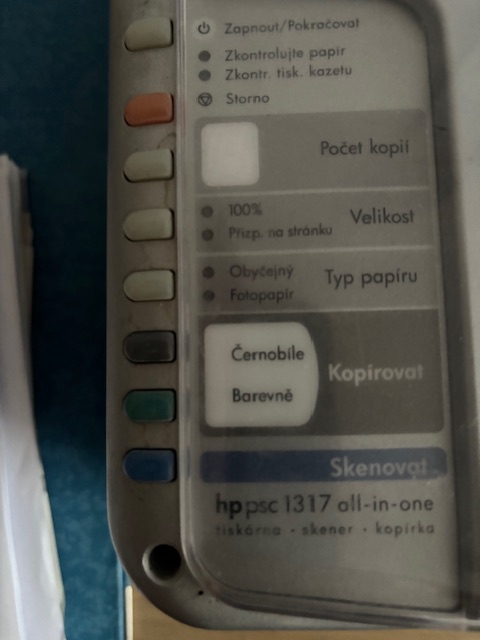 Zapnout/Pokračovat
Zkontrolujte papír
Zkontr. tisk. kazetu
Storno
Počet kopií
100% Velikost
Přizp. na stránku
Obyčejný Typ papíru
Fotopapír
Černobíle
Kopírovat
Barevně
Skenovat
hp psc 1317 all-in-one
tiskárna · skener · kopírka